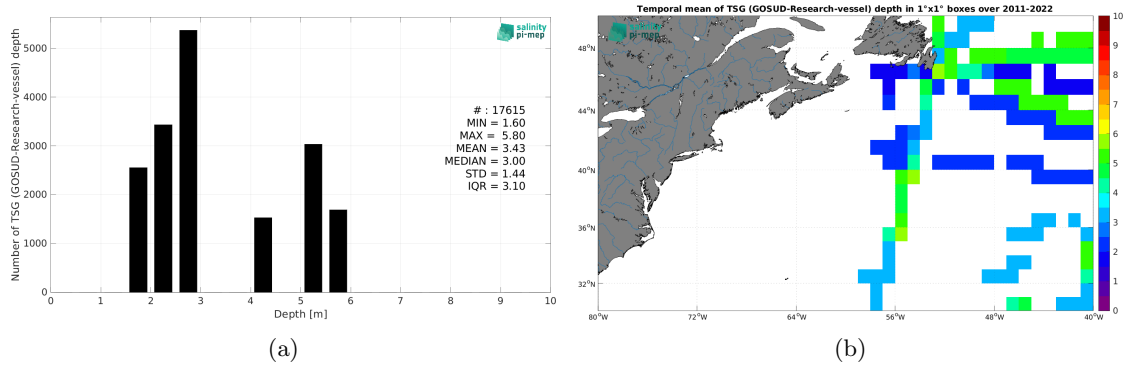 salinity
pi-mep
Number of TSG (GOSUD-Research-vessel) depth
5000
4000
3000
2000
1000
0
# : 17615
MIN = 1.60
MAX = 5.80
MEAN = 3.43
MEDIAN = 3.00
STD = 1.44
IQR = 3.10
0 1 2 3 4 5 6 7 8 9 10
Depth [m]
(a)
Temporal mean of TSG (GOSUD-Research-vessel) depth in 1°x1° boxes over 2011-2022
salinity
pi-mep
48°N
44°N
40°N
36°N
32°N
80°W 72°W 64°W 56°W 48°W 40°W
10
9
8
7
6
5
4
3
2
1
0
(b)